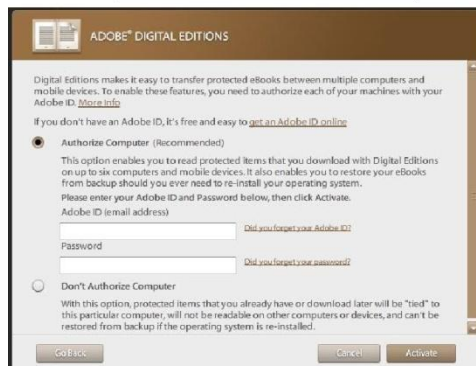 ADOBE® DIGITAL EDITIONS
Digital Editions makes it easy to transfer protected eBooks between multiple computers and
mobile devices. To enable these features, you need to authorize each of your machines with your
Adobe ID. More Info
If you don't have an Adobe ID, it's free and easy to get an Adobe ID online
Authorize Computer (Recommended)
This option enables you to read protected items that you download with Digital Editions
on up to six computers and mobile devices. It also enables you to restore your eBooks
from backup should you ever need to re-install your operating system.
Please enter your Adobe ID and Password below, then click Activate.
Adobe ID (email address)
Did you forget your Adobe ID?
Password
Did you forget your password?
Don't Authorize Computer
With this option, protected items that you already have or download later will be "tied" to
this particular computer, will not be readable on other computers or devices, and can't be
restored from backup if the operating system is re-installed.
Go Back Cancel Activate